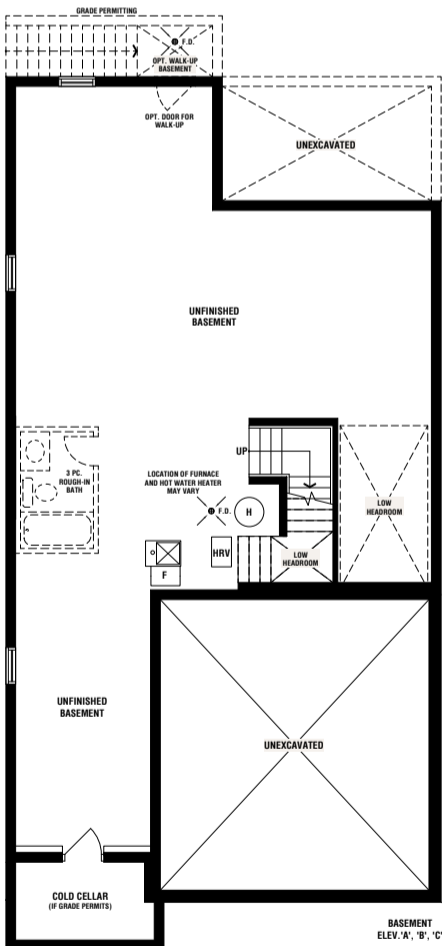 GRADE PERMITTING
F.D.
OPT. WALK-UP
BASEMENT
OPT. DOOR FOR
WALK-UP
UNEXCAVATED
UNFINISHED
BASEMENT
UP
3 PC.
ROUGH-IN
BATH
LOCATION OF FURNACE
AND HOT WATER HEATER
MAY VARY
F.D.
H
LOW
HEADROOM
HRV
LOW
HEADROOM
F
UNFINISHED
BASEMENT
UNEXCAVATED
COLD CELLAR
(IF GRADE PERMITS)
BASEMENT
ELEV.'A', 'B', 'C'